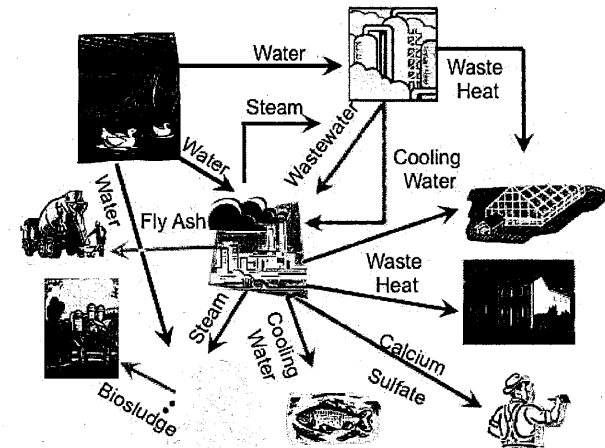 Water
Waste
Heat
Steam
Wastewater
Water
Cooling
Water
Water
Fly Ash
Waste
Heat
Steam
Cooling
Water
Calcium
Sulfate
Biosludge